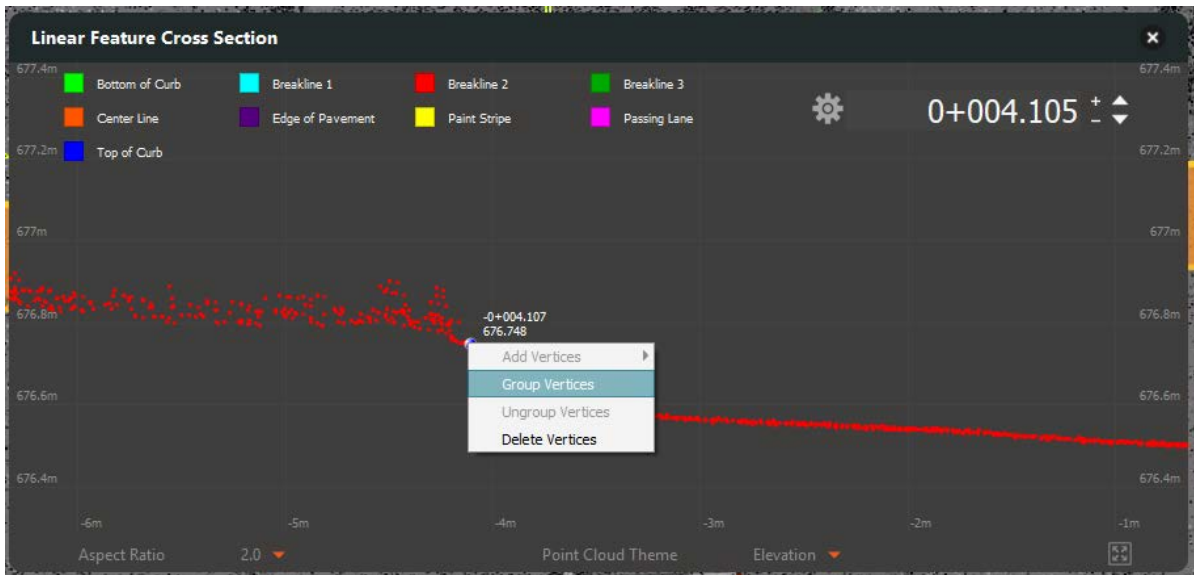 Linear Feature Cross Section
677.4m
677.4m
Bottom of Curb
Breakline 1
Breakline 2
Breakline 3
Center Line
Edge of Pavement
Paint Stripe
Passing Lane
0+004.105 + -
677.2m
Top of Curb
677.2m
677m
677m
676.8m
-0+004.107
676.748
676.8m
Add Vertices
Group Vertices
Ungroup Vertices
Delete Vertices
676.6m
676.6m
676.4m
676.4m
-6m
-5m
-4m
-3m
-2m
-1m
Aspect Ratio
2.0
Point Cloud Theme
Elevation